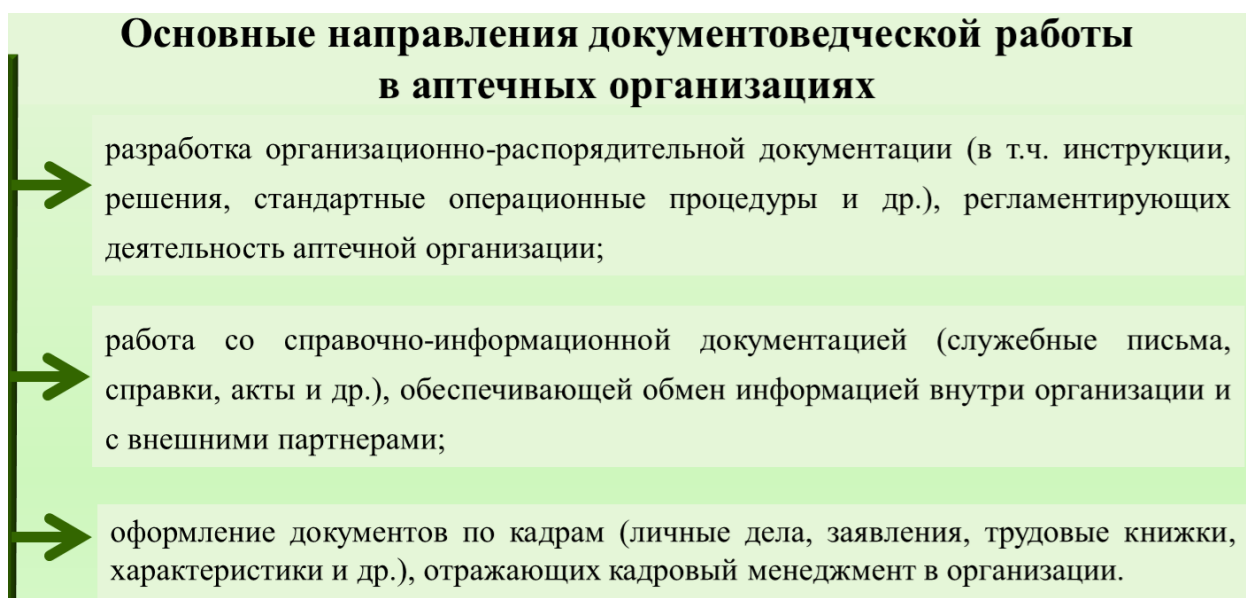 Основные направления документоведческой работы
в аптечных организациях
разработка организационно-распорядительной документации (в т.ч. инструкции,
решения, стандартные операционные процедуры и др.), регламентирующих
деятельность аптечной организации;
работа со справочно-информационной документацией (служебные письма,
справки, акты и др.), обеспечивающей обмен информацией внутри организации и
с внешними партнерами;
оформление документов по кадрам (личные дела, заявления, трудовые книжки,
характеристики и др.), отражающих кадровый менеджмент в организации.